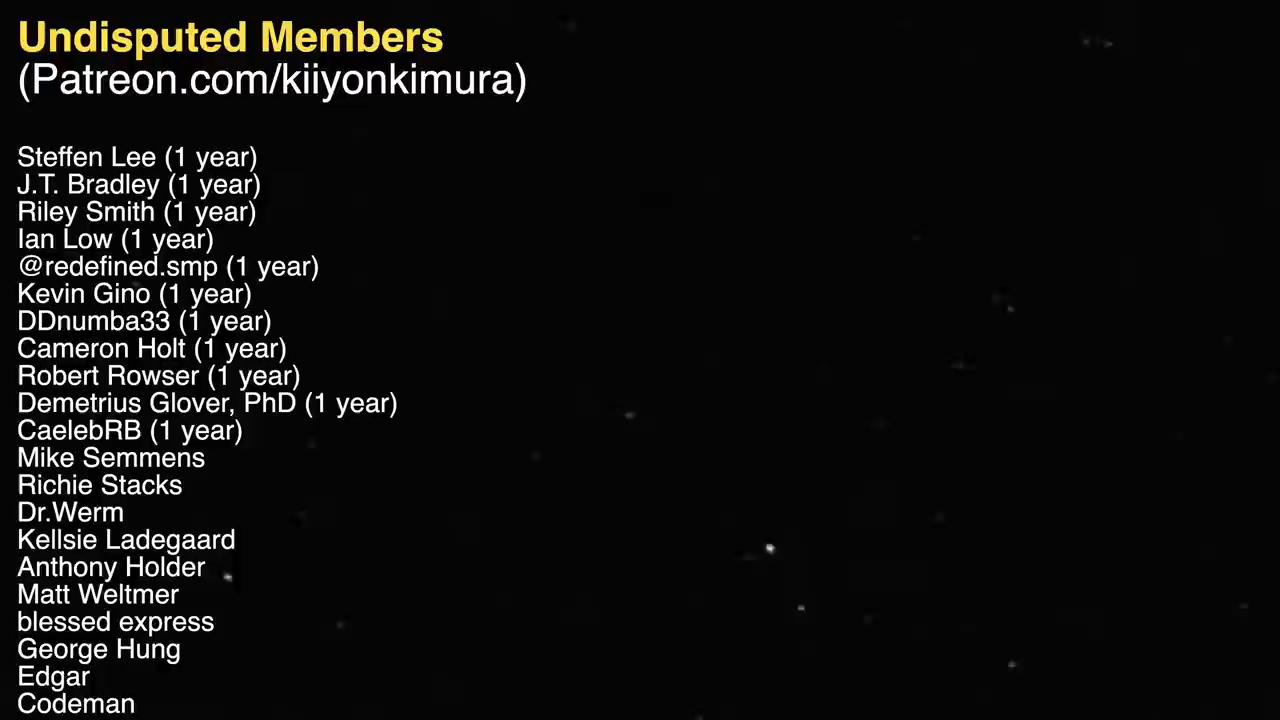 Undisputed Members
(Patreon.com/kiiyonkimura)
Steffen Lee (1 year)
J.T. Bradley (1 year)
Riley Smith (1 year)
Ian Low (1 year)
@redefined.smp (1 year)
Kevin Gino (1 year)
DDnumba33 (1 year)
Cameron Holt (1 year)
Robert Rowser (1 year)
Demetrius Glover, PhD (1 year)
CaelebRB (1 year)
Mike Semmens
Richie Stacks
Dr.Werm
Kellsie Ladegaard
Anthony Holder
Matt Weltmer
blessed express
George Hung
Edgar
Codeman